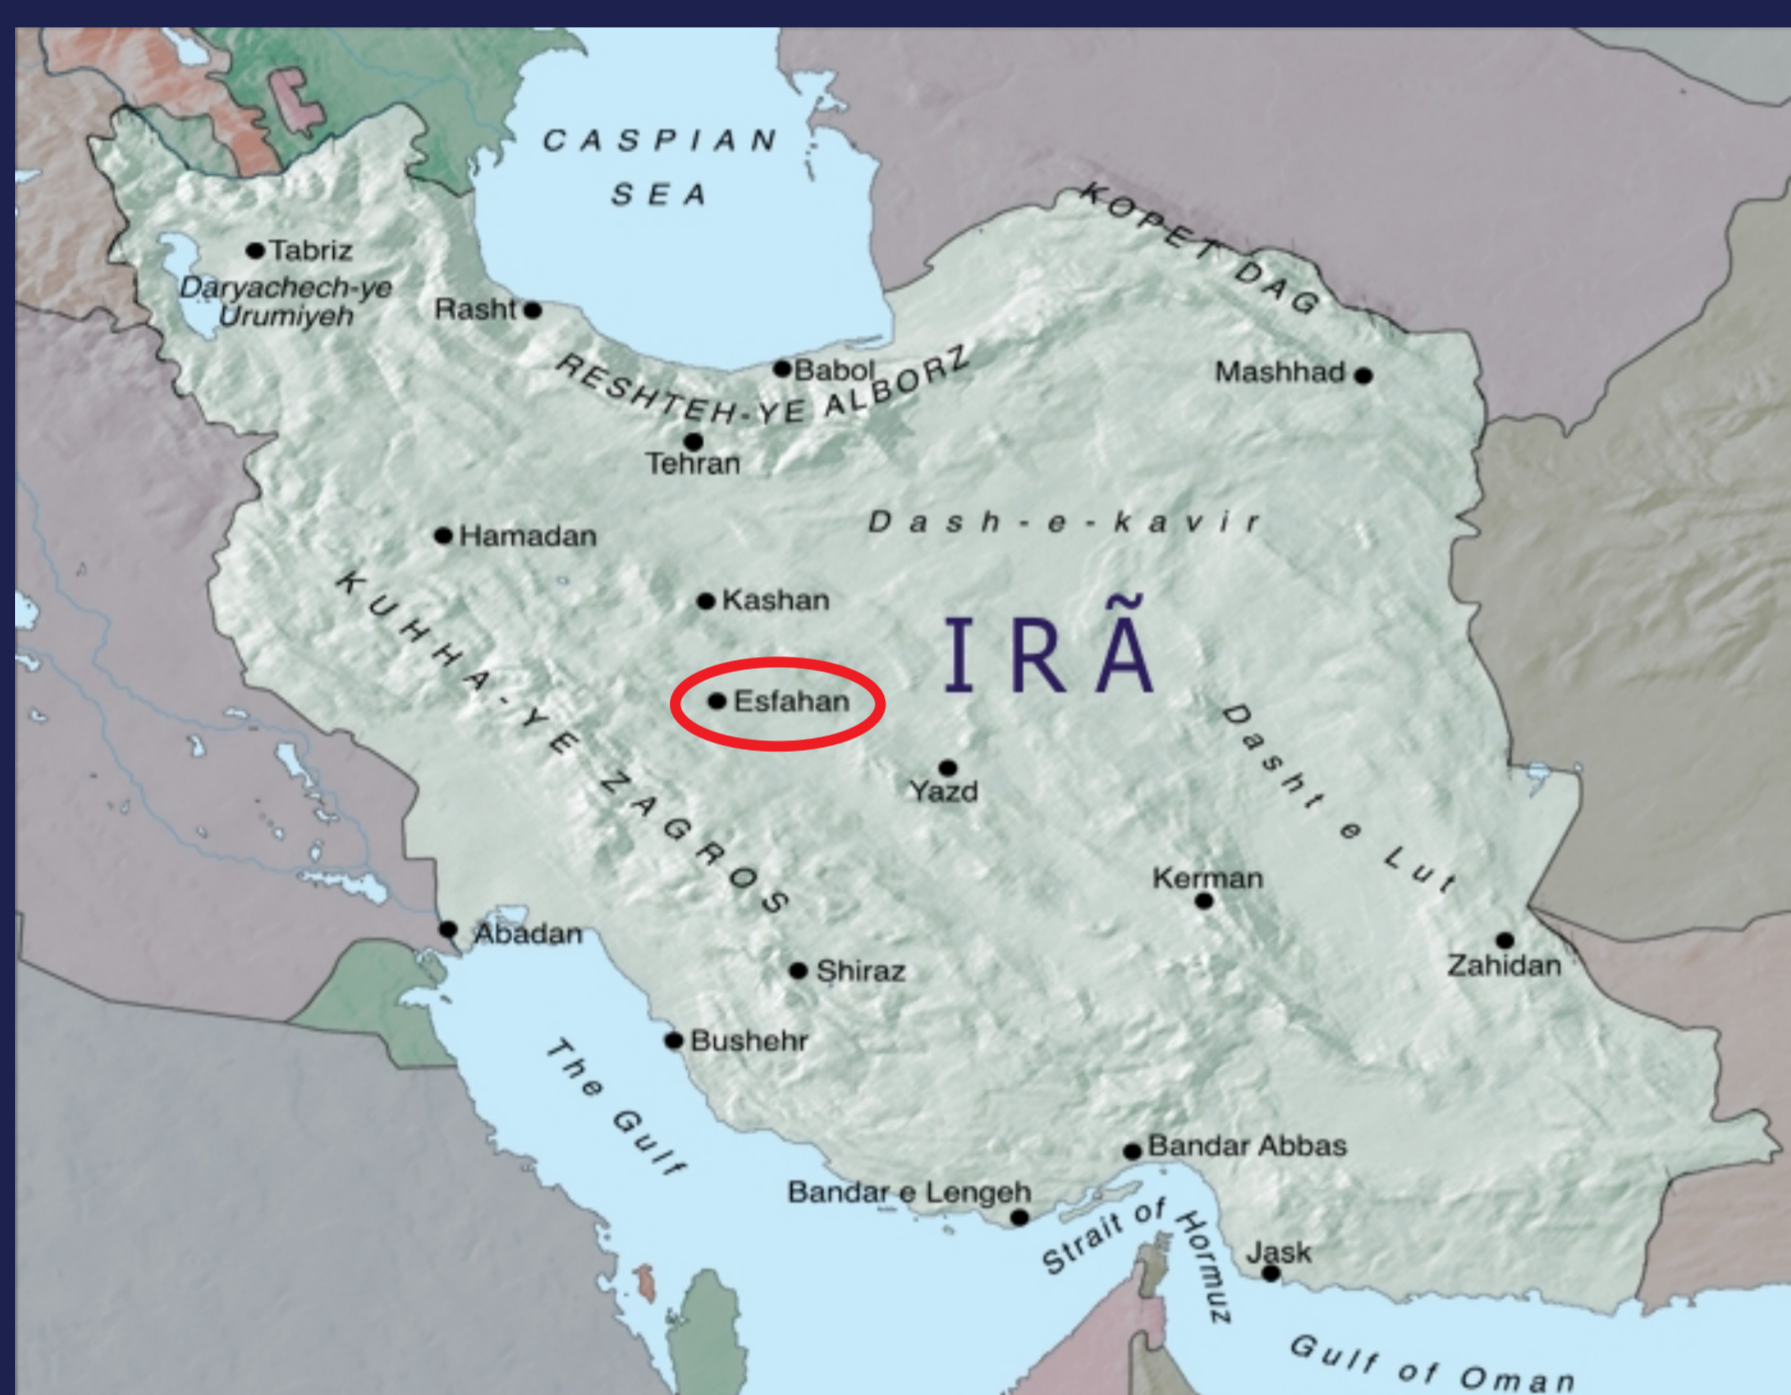 CASPIAN
SEA
KOPET DAG
Tabriz
Daryachech-ye
Urumiyeh
Rasht
Babol
RESHTEH-YE ALBORZ
Mashhad
Tehran
Dash-e-kavir
Hamadan
Kashan
IRÃ
KUHHA-YE ZAGROS
Esfahan
Dasht e Lut
Yazd
Kerman
Abadan
Zahidan
Shiraz
Bushehr
The Gulf
Bandar Abbas
Bandar e Lengeh
Strait of Hormuz
Jask
Gulf of Oman